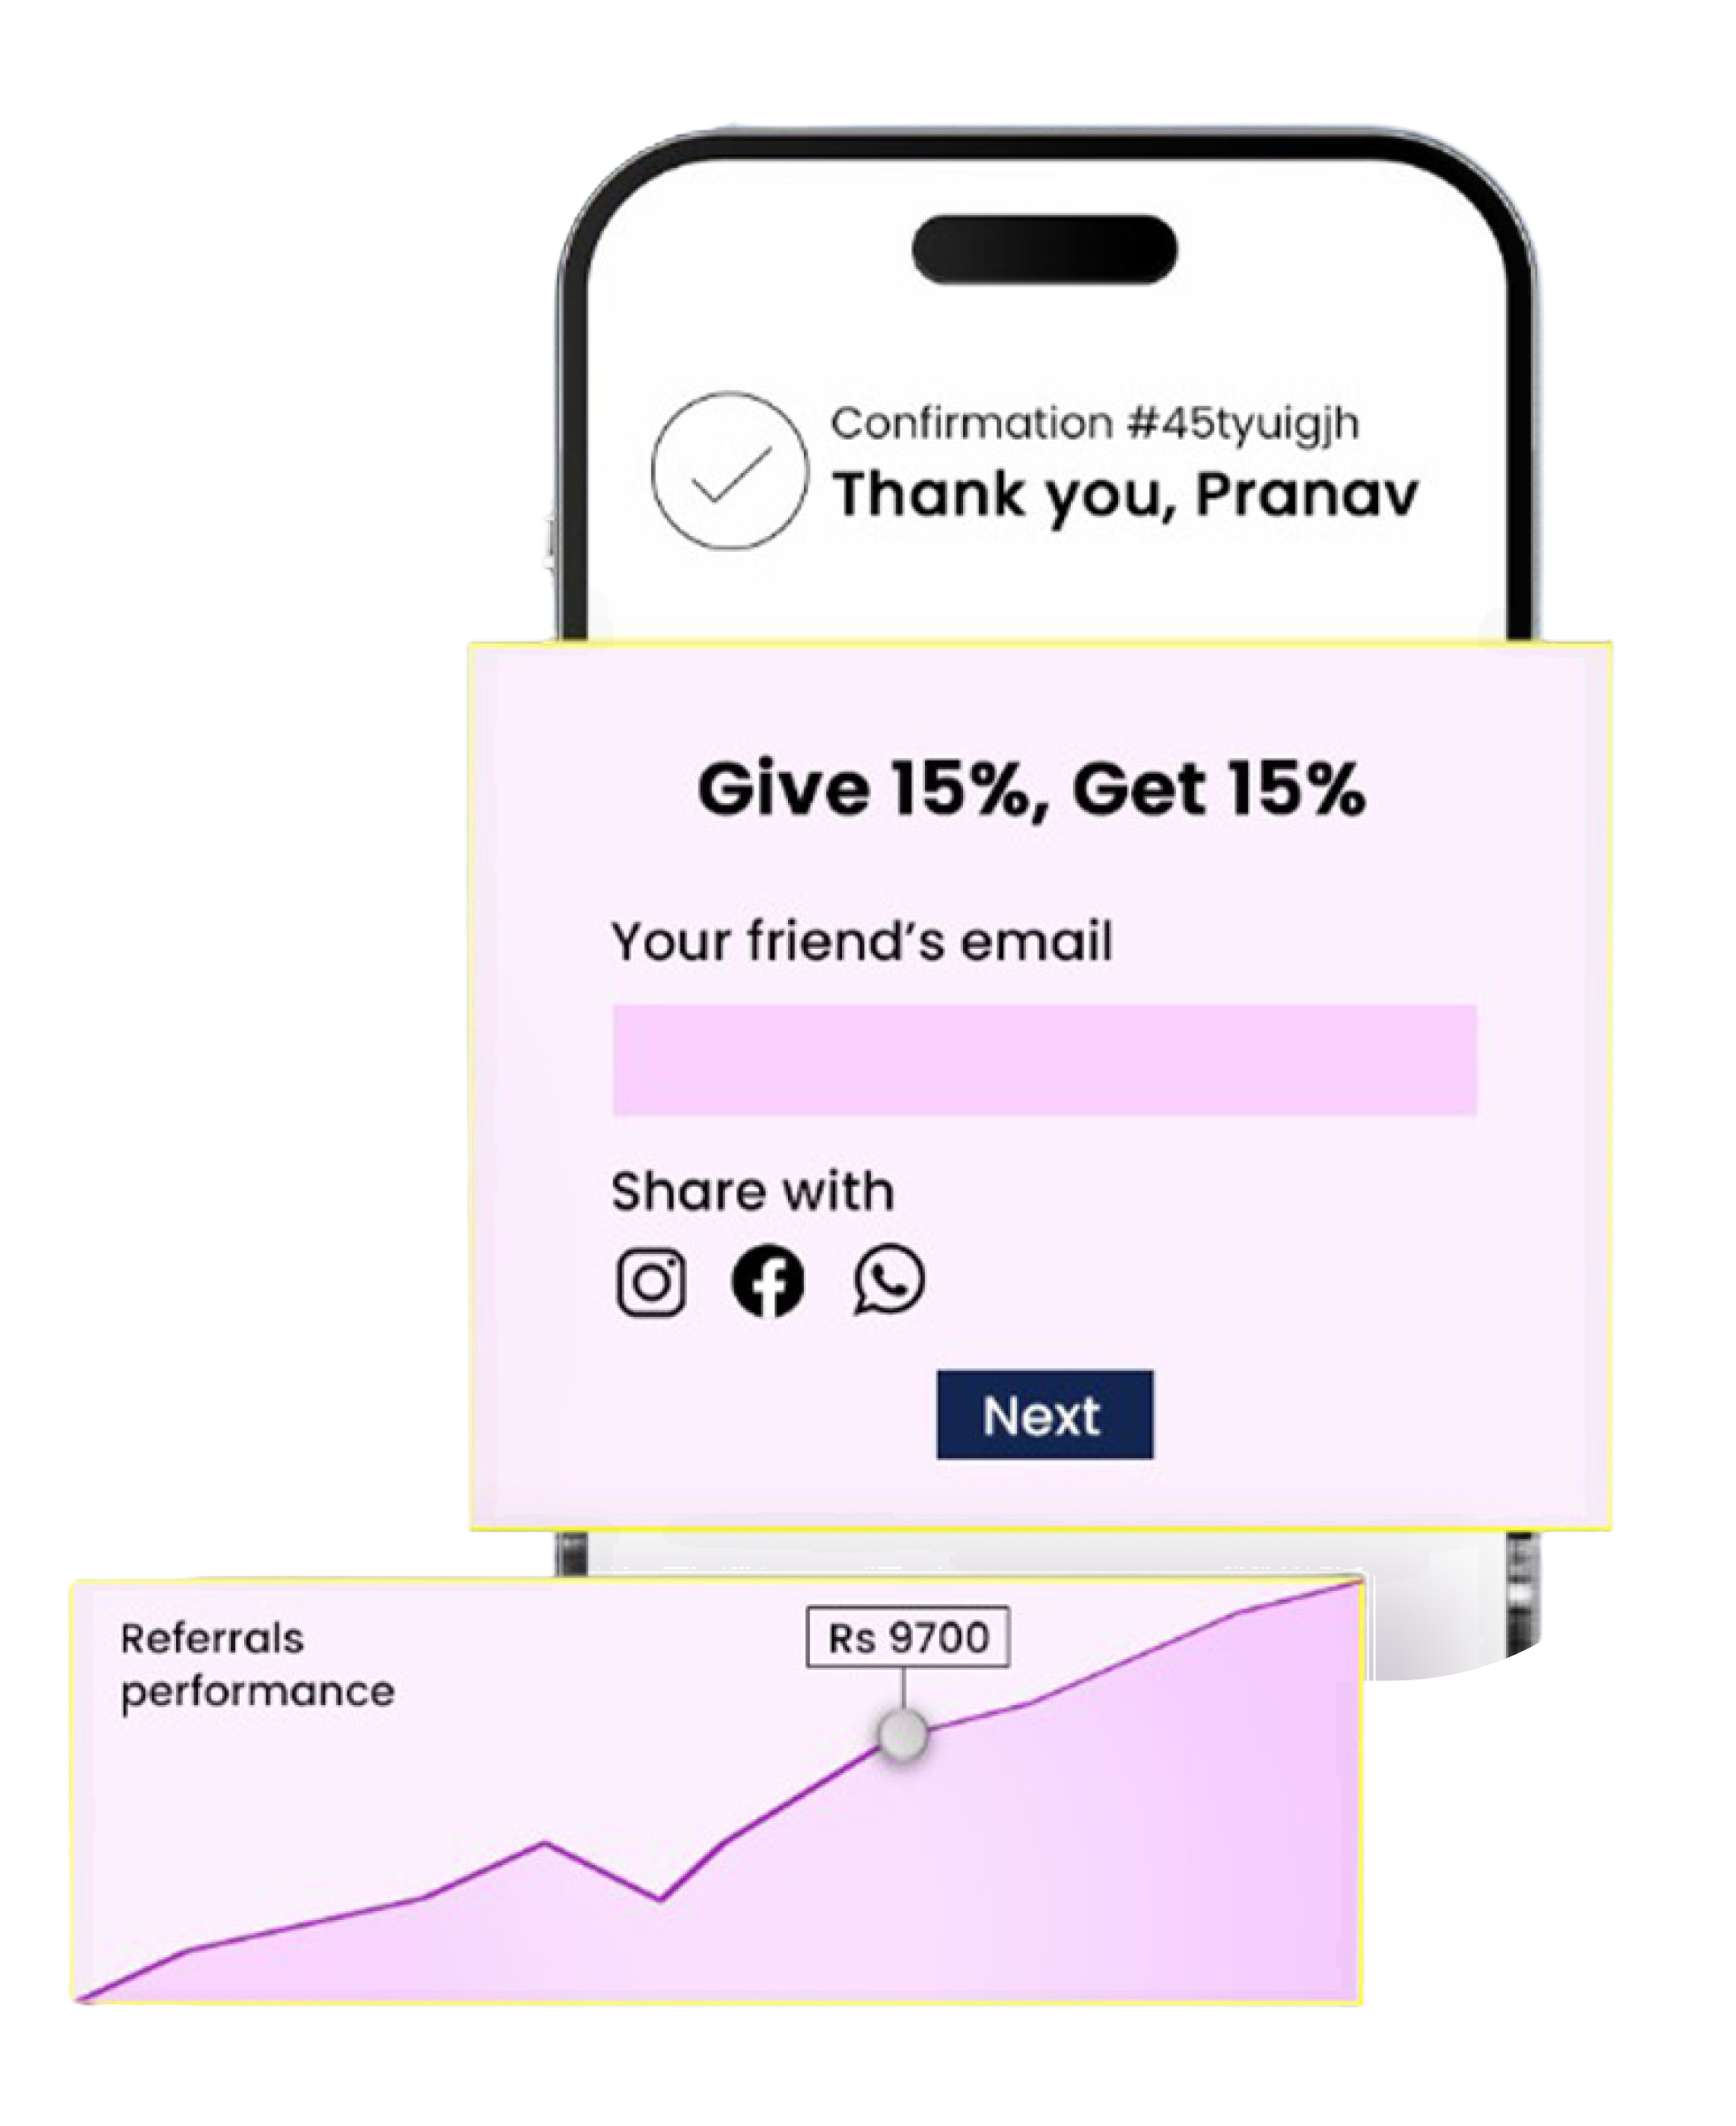 Confirmation #45tyuigjh
Thank you, Pranav
Give 15%, Get 15%
Your friend’s email
Share with
Next
Referrals
performance
Rs 9700